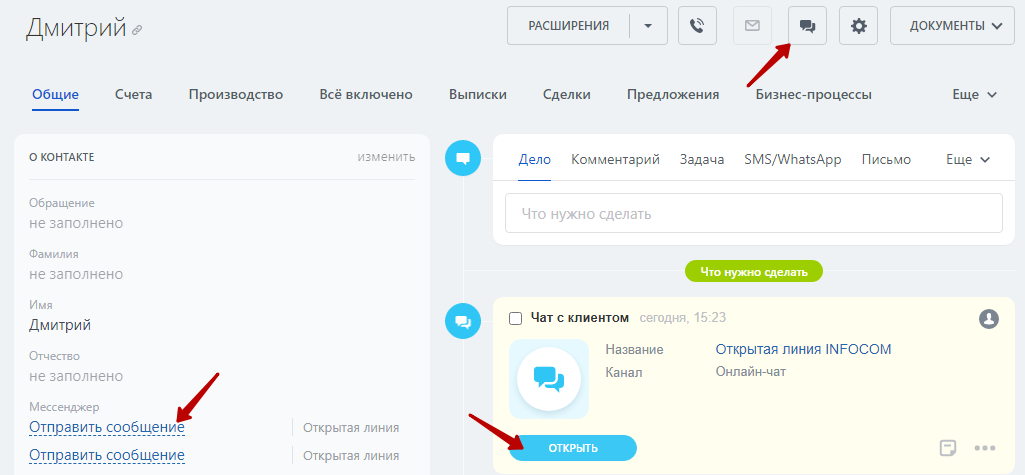 Дмитрий
РАСШИРЕНИЯ
ДОКУМЕНТЫ
Общие Счета Производство Всё включено Выписки Сделки Предложения Бизнес-процессы Еще
О КОНТАКТЕ изменить
Обращение
не заполнено
Фамилия
не заполнено
Имя
Дмитрий
Отчество
не заполнено
Мессенджер
Отправить сообщение Открытая линия
Отправить сообщение Открытая линия
Дело Комментарий Задача SMS/WhatsApp Письмо Еще
Что нужно сделать
Что нужно сделать
Чат с клиентом сегодня, 15:23
Название Открытая линия INFOCOM
Канал Онлайн-чат
ОТКРЫТЬ